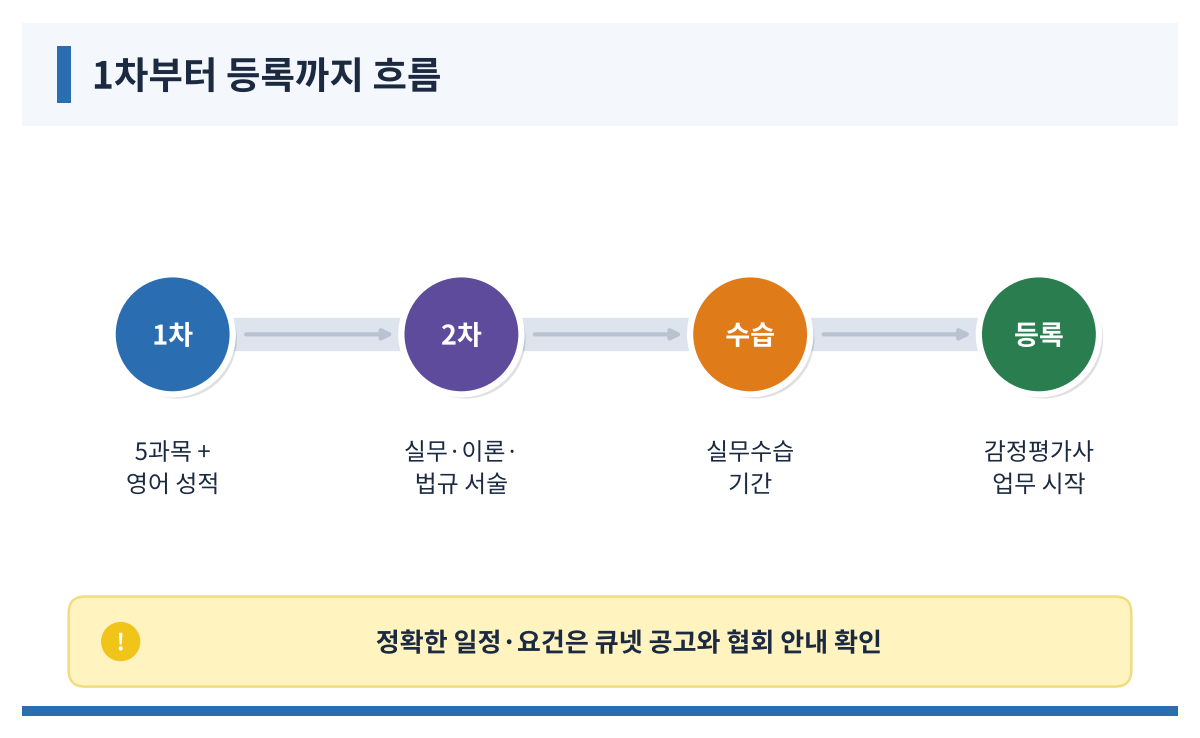 1차부터 등록까지 흐름
1차
2차
수습
등록
5과목 +
영어 성적
실무·이론·
법규 서술
실무수습
기간
감정평가사
업무 시작
!
정확한 일정·요건은 큐넷 공고와 협회 안내 확인